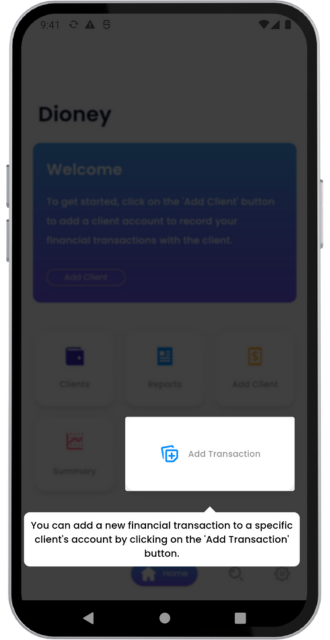 9:41
Dioney
Welcome
To get started, click on the 'Add Client' button
to add a client account to record your
financial transactions with the client.
Add Client
Clients
Reports
Add Client
Summery
Add Transaction
You can add a new financial transaction to a specific
client's account by clicking on the 'Add Transaction'
button.
Home